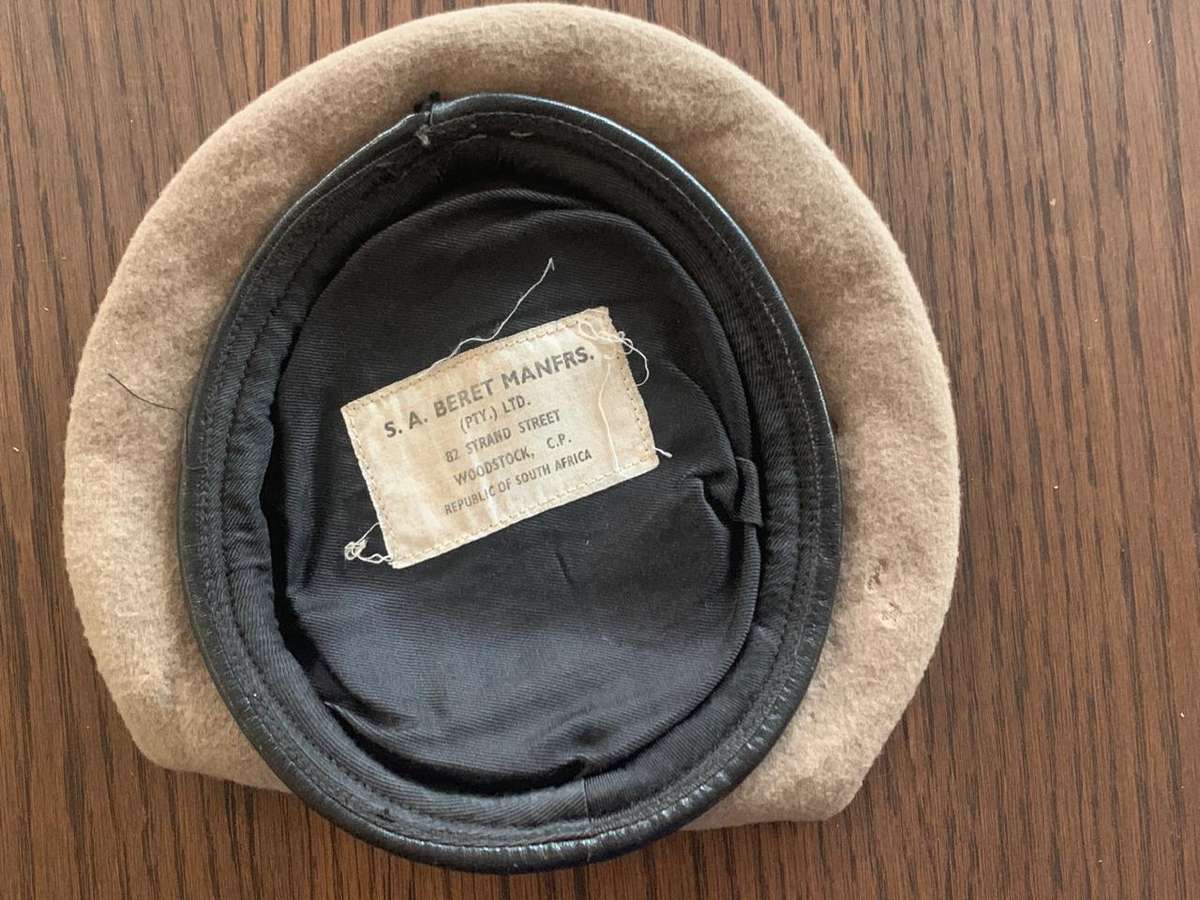 S. A. BERET MANFRS.
(PTY.) LTD.
82 STRAND STREET
WOODSTOCK, C.P.
REPUBLIC OF SOUTH AFRICA